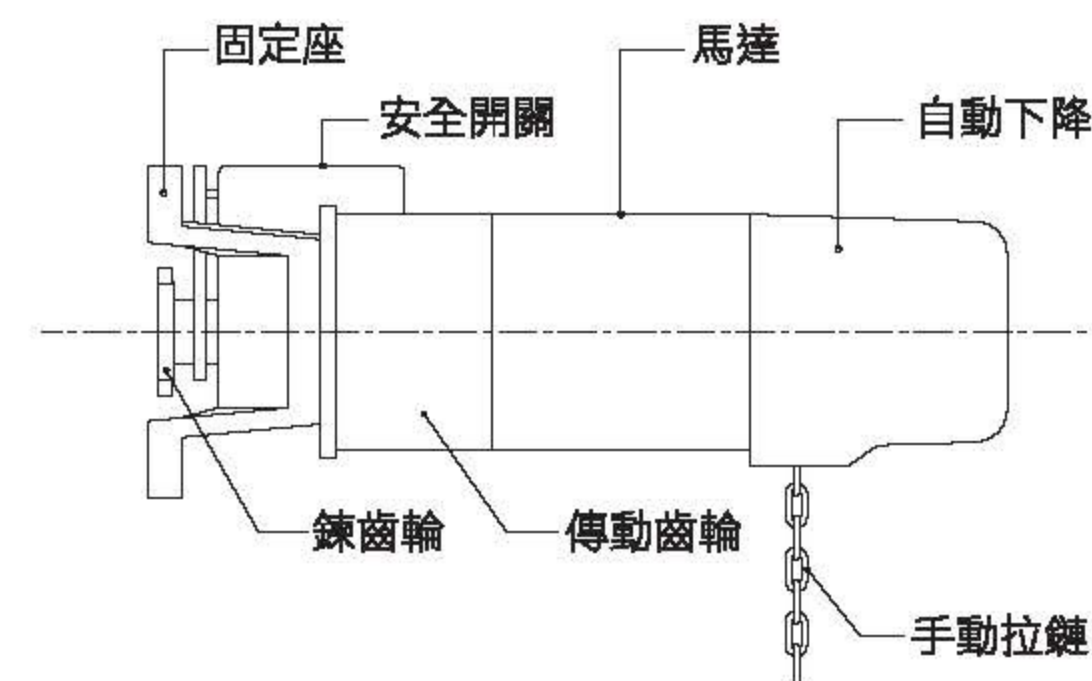 固定座
馬達
安全開關
自動下降
鍊齒輪
傳動齒輪
手動拉鏈